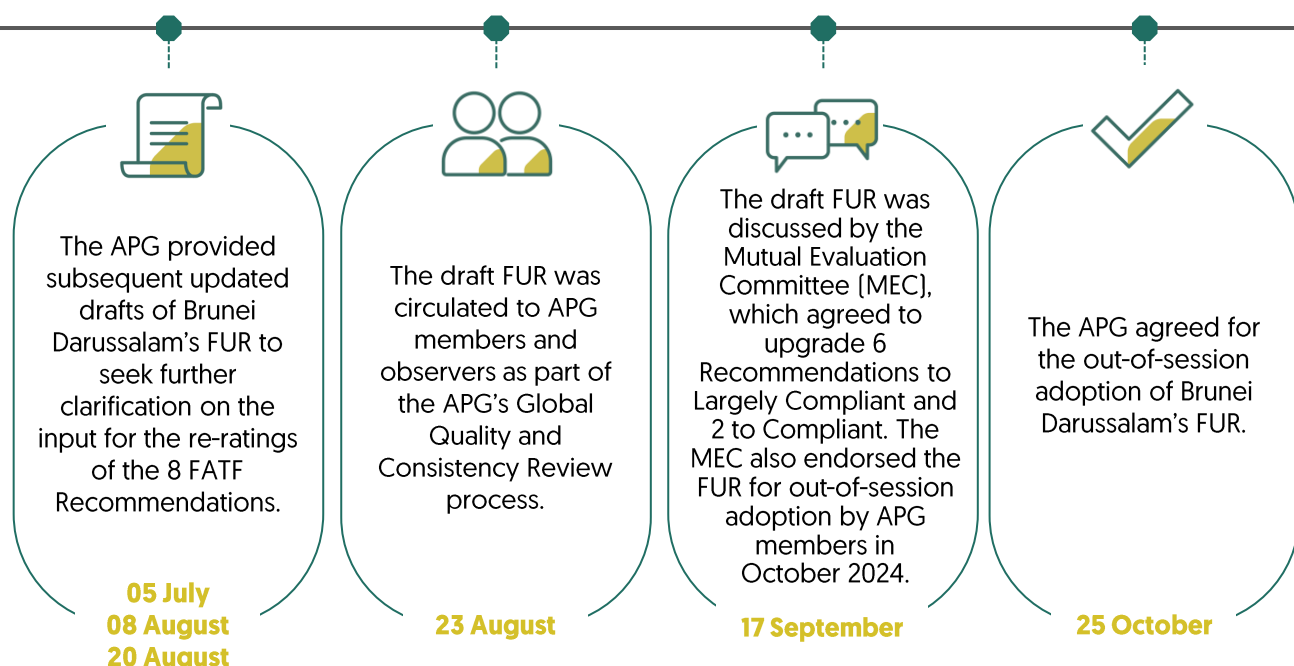 The APG provided
subsequent updated
drafts of Brunei
Darussalam's FUR to
seek further
clarification on the
input for the re-ratings
of the 8 FATF
Recommendations.
05 July
08 August
20 August
The draft FUR was
circulated to APG
members and
observers as part of
the APG's Global
Quality and
Consistency Review
process.
23 August
The draft FUR was
discussed by the
Mutual Evaluation
Committee (MEC),
which agreed to
upgrade 6
Recommendations to
Largely Compliant and
2 to Compliant. The
MEC also endorsed the
FUR for out-of-session
adoption by APG
members in
October 2024.
17 September
The APG agreed for
the out-of-session
adoption of Brunei
Darussalam's FUR.
25 October